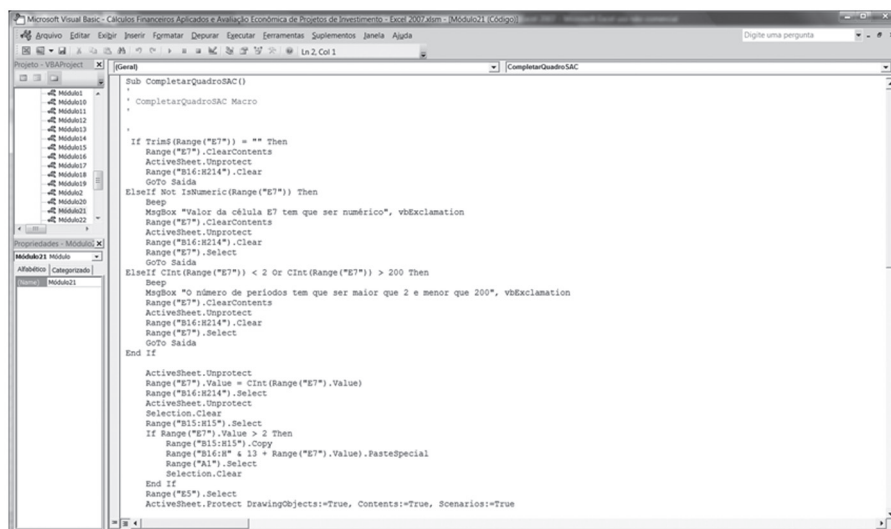 Microsoft Visual Basic - Cálculos Financeiros Aplicados e Avaliação Econômica de Projetos de Investimento - Excel 2007.xlsm - [Módulo21 (Código)]
Arquivo Editar Exibir Inserir Formatar Depurar Executar Ferramentas Suplementos Janela Ajuda
Digite uma pergunta
Ln 2, Col 1
Projeto - VBAProject
(Geral)
CompletarQuadroSAC
Módulo1
Módulo10
Módulo11
Módulo12
Módulo13
Módulo14
Módulo15
Módulo16
Módulo17
Módulo18
Módulo19
Módulo2
Módulo20
Módulo21
Módulo22
Propriedades - Módulo
Módulo21 Módulo
Alfabético Categorizado
(Name) Módulo21
Sub CompletarQuadroSAC()
'
' CompletarQuadroSAC Macro
'
'
If Trim$(Range("E7")) = "" Then
Range("E7").ClearContents
ActiveSheet.Unprotect
Range("B16:H214").Clear
GoTo Saida
ElseIf Not IsNumeric(Range("E7")) Then
Beep
MsgBox "Valor da célula E7 tem que ser numérico", vbExclamation
Range("E7").ClearContents
ActiveSheet.Unprotect
Range("B16:H214").Clear
Range("E7").Select
GoTo Saida
ElseIf CInt(Range("E7")) < 2 Or CInt(Range("E7")) > 200 Then
Beep
MsgBox "O número de períodos tem que ser maior que 2 e menor que 200", vbExclamation
Range("E7").ClearContents
ActiveSheet.Unprotect
Range("B16:H214").Clear
Range("E7").Select
GoTo Saida
End If
ActiveSheet.Unprotect
Range("E7").Value = CInt(Range("E7").Value)
Range("B16:H214").Select
ActiveSheet.Unprotect
Selection.Clear
Range("B15:H15").Select
If Range("E7").Value > 2 Then
Range("B15:H15").Copy
Range("B16:H" & 13 + Range("E7").Value).PasteSpecial
Range("A1").Select
Selection.Clear
End If
Range("E5").Select
ActiveSheet.Protect DrawingObjects:=True, Contents:=True, Scenarios:=True